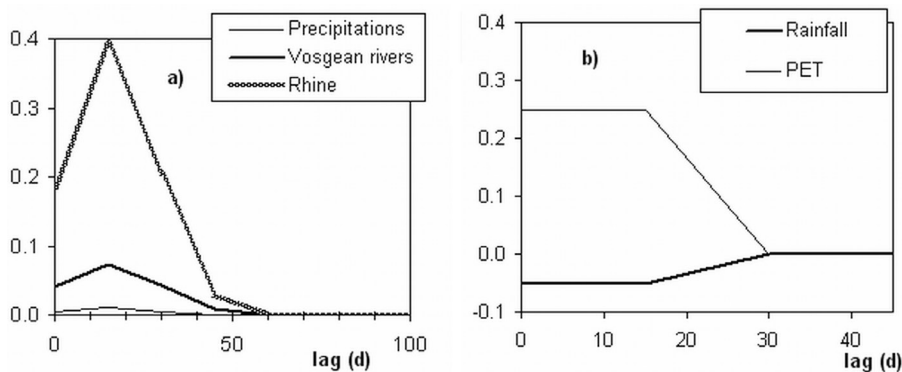 a)
Precipitations
Vosgean rivers
Rhine
0.4
0.3
0.2
0.1
0.0
0 50 100
lag (d)
b)
Rainfall
PET
0.4
0.3
0.2
0.1
0.0
-0.1
0 10 20 30 40
lag (d)